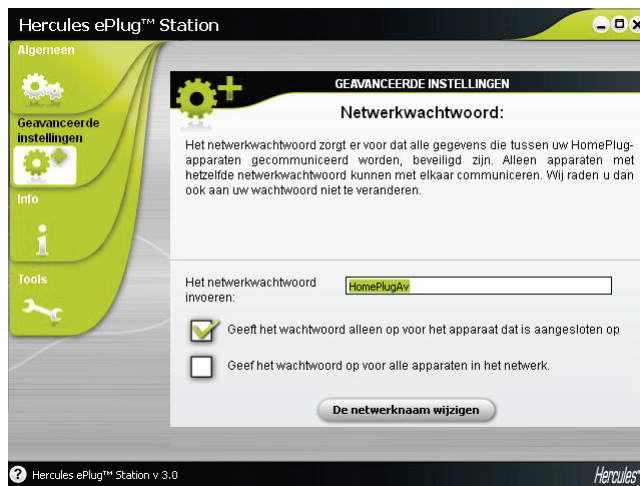 Hercules ePlug™ Station
Algemeen
Geavanceerde
instellingen
Info
Tools
GEAVANCEERDE INSTELLINGEN
Netwerkwachtwoord:
Het netwerkwachtwoord zorgt er voor dat alle gegevens die tussen uw HomePlug-
apparaten gecommuniceerd worden, beveiligd zijn. Alleen apparaten met
hetzelfde netwerkwachtwoord kunnen met elkaar communiceren. Wij raden u dan
ook aan uw wachtwoord niet te veranderen.
Het netwerkwachtwoord
invoeren:
HomePlugAv
Geeft het wachtwoord alleen op voor het apparaat dat is aangesloten op
Geef het wachtwoord op voor alle apparaten in het netwerk.
De netwerknaam wijzigen
? Hercules ePlug™ Station v 3.0
Hercules